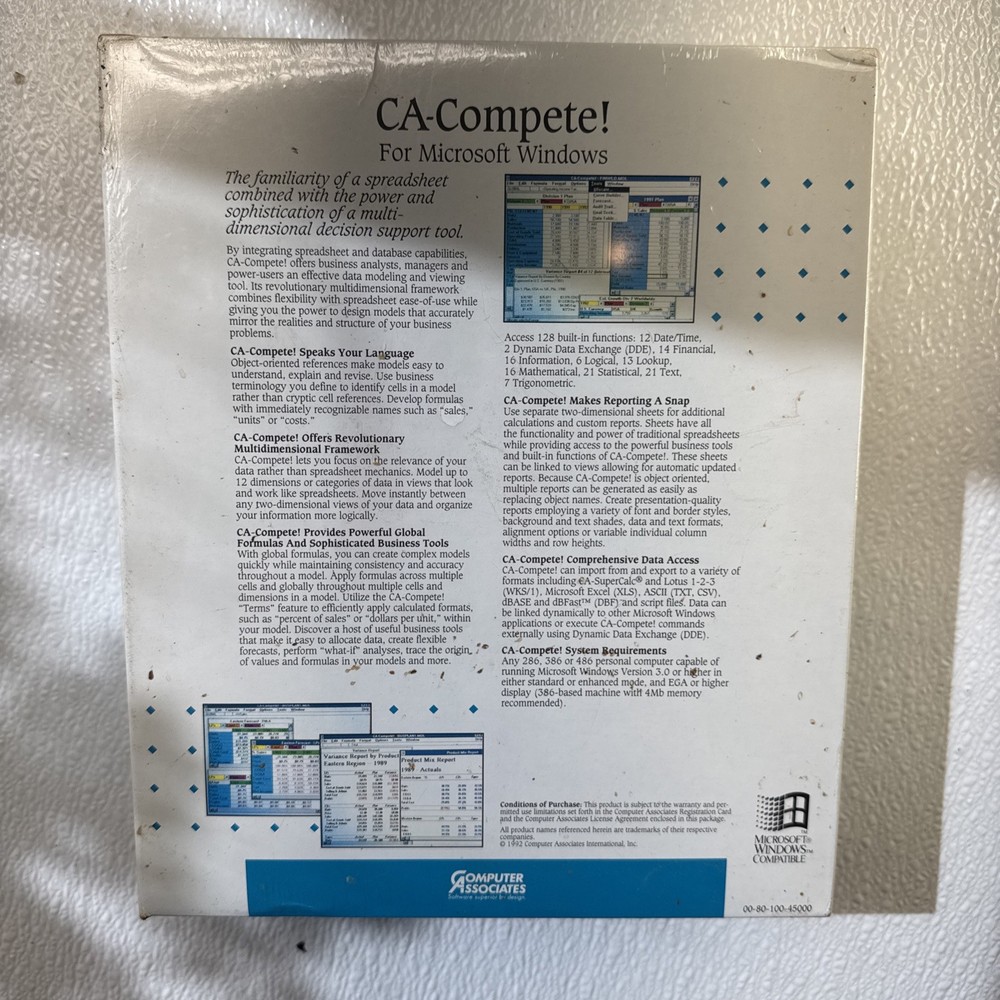 CA-Compete!
For Microsoft Windows
The familiarity of a spreadsheet
combined with the power and
sophistication of a multi-
dimensional decision support tool.
By integrating spreadsheet and database capabilities,
CA-Compete! offers business analysts, managers and
power-users an effective data modeling and viewing
tool. Its revolutionary multidimensional framework
combines flexibility with spreadsheet ease-of-use while
giving you the power to design models that accurately
mirror the realities and structure of your business
problems.
CA-Compete! Speaks Your Language
Object-oriented references make models easy to
understand, explain and revise. Use business
terminology you define to identify cells in a model
rather than cryptic cell references. Develop formulas
with immediately recognizable names such as "sales,"
"units" or "costs."
CA-Compete! Offers Revolutionary
Multidimensional Framework
CA-Compete! lets you focus on the relevance of your
data rather than spreadsheet mechanics. Model up to
12 dimensions or categories of data in views that look
and work like spreadsheets. Move instantly between
any two-dimensional views of your data and organize
your information more logically.
CA-Compete! Provides Powerful Global
Formulas And Sophisticated Business Tools
With global formulas, you can create complex models
quickly while maintaining consistency and accuracy
throughout a model. Apply formulas across multiple
cells and globally throughout multiple cells and
dimensions in a model. Utilize the CA-Compete!
"Terms" feature to efficiently apply calculated formats,
such as "percent of sales" or "dollars per unit," within
your model. Discover a host of useful business tools
that make it easy to allocate data, create flexible
forecasts, perform "what-if" analyses, trace the origin
of values and formulas in your models and more.
Access 128 built-in functions: 12 Date/Time,
2 Dynamic Data Exchange (DDE), 14 Financial,
16 Information, 6 Logical, 13 Lookup,
16 Mathematical, 21 Statistical, 21 Text,
7 Trigonometric.
CA-Compete! Makes Reporting A Snap
Use separate two-dimensional sheets for additional
calculations and custom reports. Sheets have all
the functionality and power of traditional spreadsheets
while providing access to the powerful business tools
and built-in functions of CA-Compete!. These sheets
can be linked to views allowing for automatic updated
reports. Because CA-Compete! is object oriented,
multiple reports can be generated as easily as
replacing object names. Create presentation-quality
reports employing a variety of font and border styles,
background and text shades, data and text formats,
alignment options or variable individual column
widths and row heights.
CA-Compete! Comprehensive Data Access
CA-Compete! can import from and export to a variety of
formats including CA-SuperCalc® and Lotus 1-2-3
(WKS/1), Microsoft Excel (XLS), ASCII (TXT, CSV),
dBASE and dBFast™ (DBF) and script files. Data can
be linked dynamically to other Microsoft Windows
applications or execute CA-Compete! commands
externally using Dynamic Data Exchange (DDE).
CA-Compete! System Requirements
Any 286, 386 or 486 personal computer capable of
running Microsoft Windows Version 3.0 or higher in
either standard or enhanced mode, and EGA or higher
display (386-based machine with 4Mb memory
recommended).
Variance Report by Product
Eastern Region - 1989
Product Mix Report
1989 Actuals
Conditions of Purchase: This product is subject to the warranty and per-
mitted use limitations set forth in the Computer Associates Registration Card
and the Computer Associates License Agreement enclosed in this package.
All product names referenced herein are trademarks of their respective
companies.
© 1992 Computer Associates International, Inc.
MICROSOFT®
WINDOWS™
COMPATIBLE
COMPUTER
ASSOCIATES
Software superior by design.
00-80-100-45000